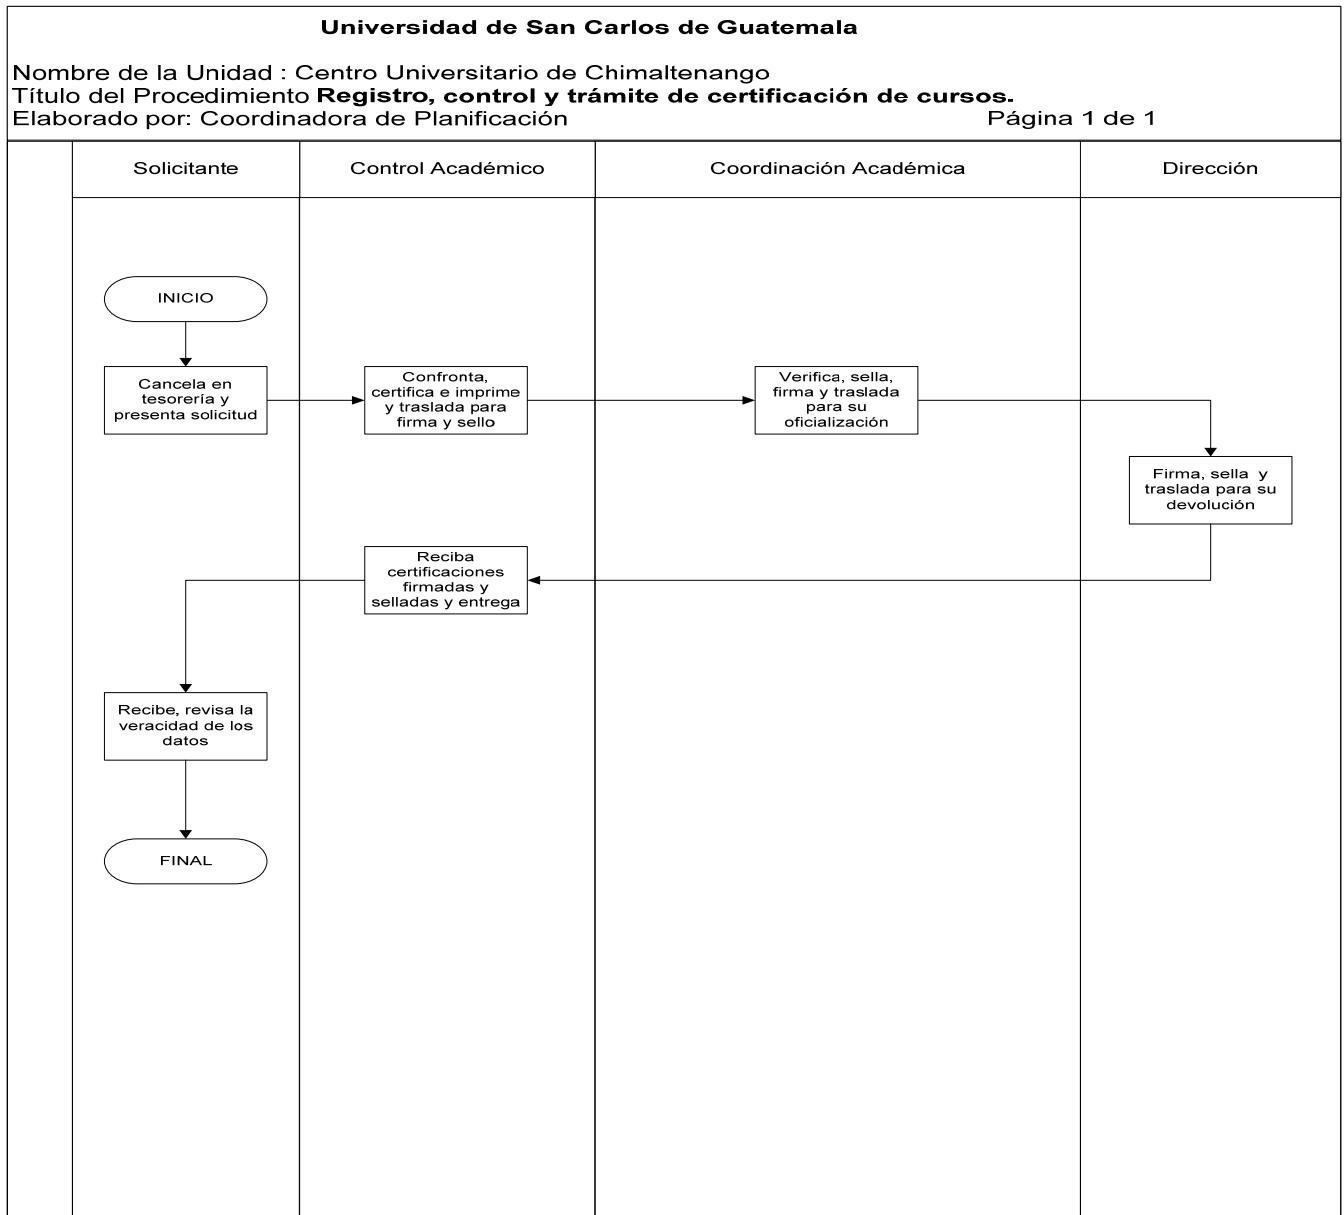 Universidad de San Carlos de Guatemala
Nombre de la Unidad : Centro Universitario de Chimaltenango
Título del Procedimiento Registro, control y trámite de certificación de cursos.
Elaborado por: Coordinadora de Planificación Página 1 de 1
Solicitante
Control Académico
Coordinación Académica
Dirección
INICIO
Cancela en
tesorería y
presenta solicitud
Confronta,
certifica e imprime
y traslada para
firma y sello
Verifica, sella,
firma y traslada
para su
oficialización
Firma, sella y
traslada para su
devolución
Reciba
certificaciones
firmadas y
selladas y entrega
Recibe, revisa la
veracidad de los
datos
FINAL